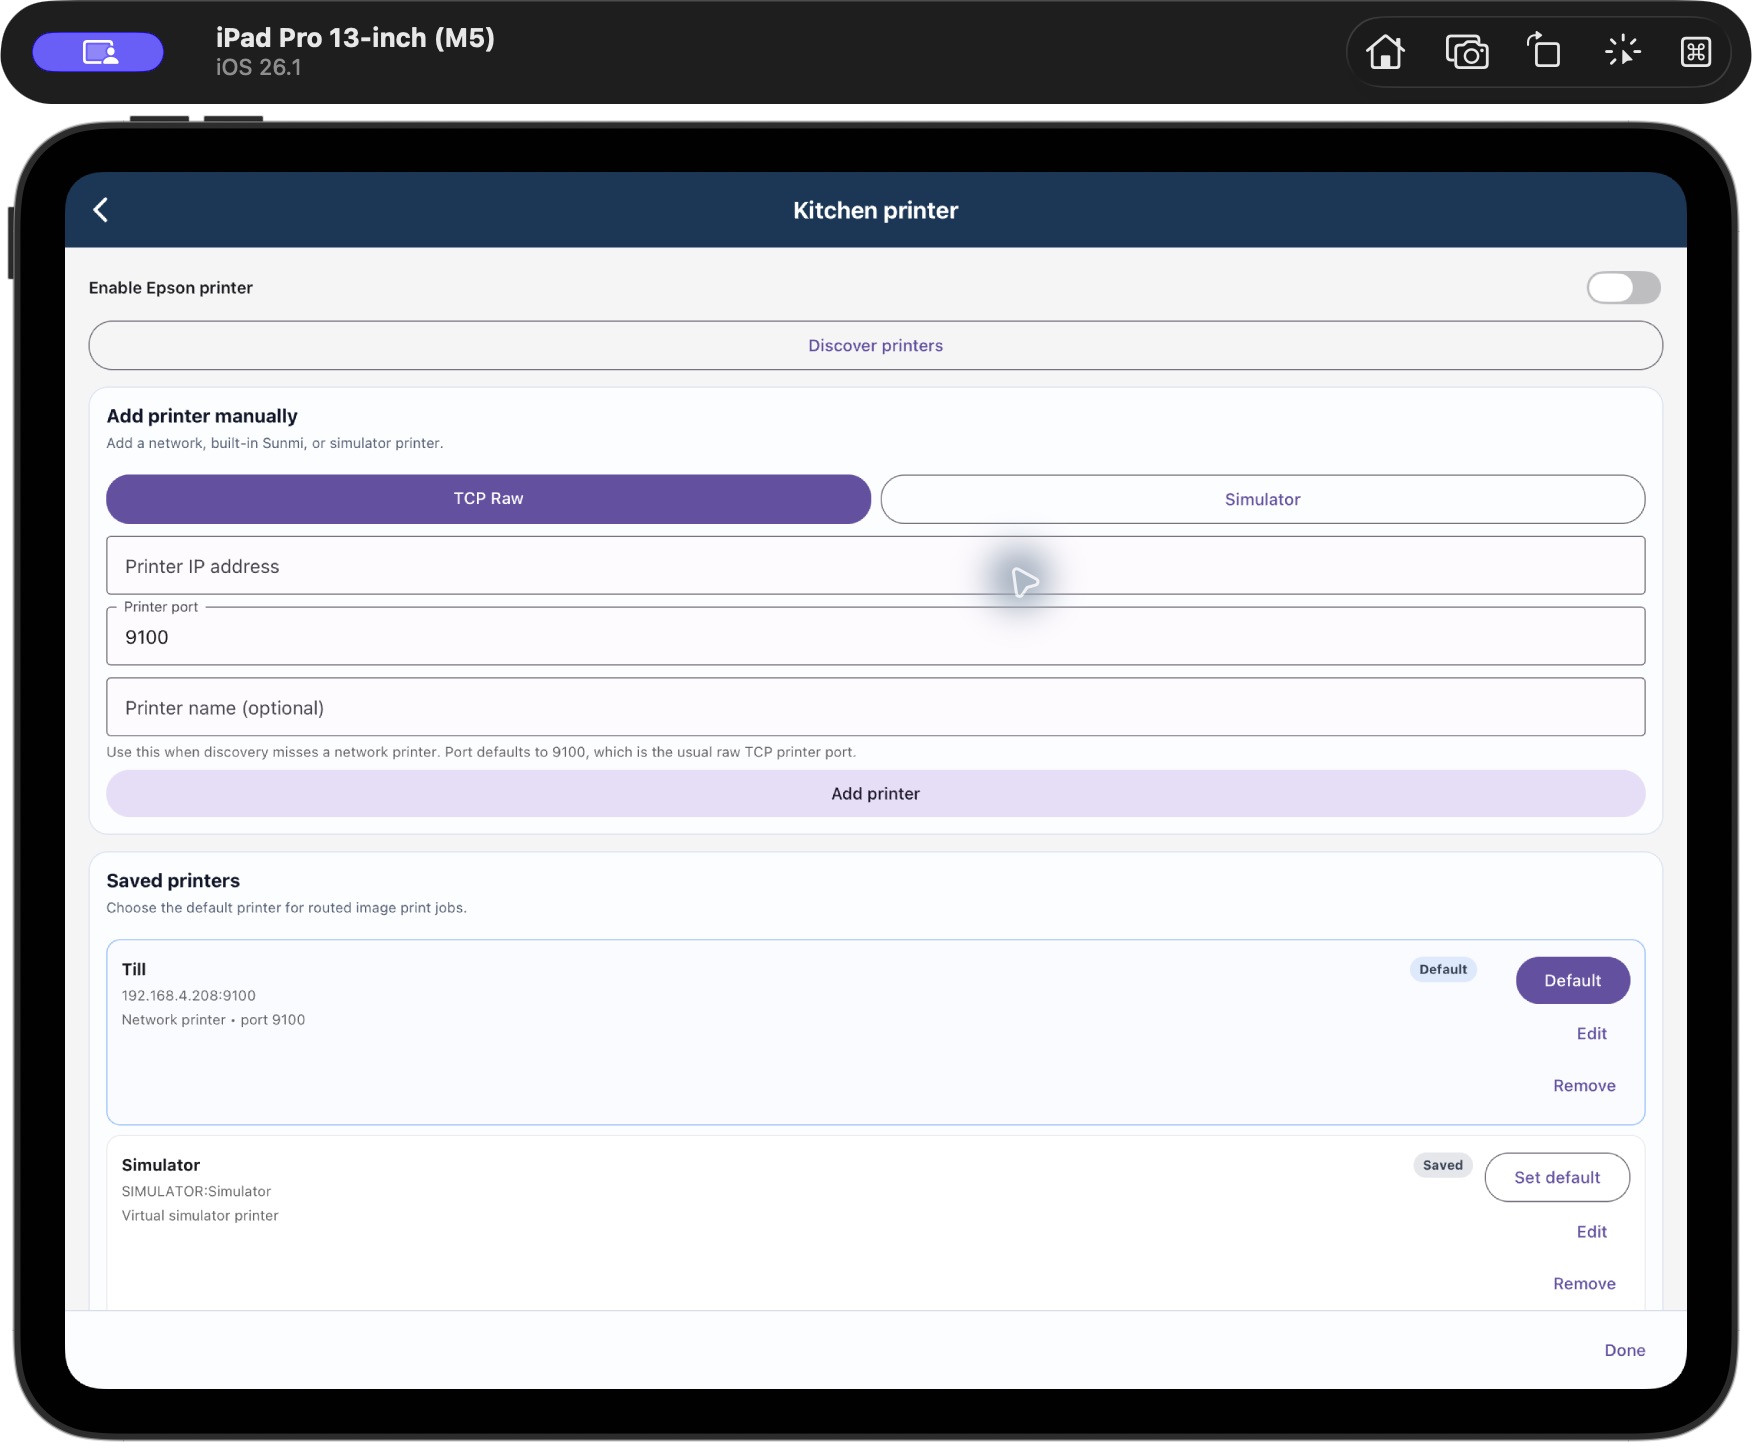 iPad Pro 13-inch (M5)
iOS 26.1
Kitchen printer
Enable Epson printer
Discover printers
Add printer manually
Add a network, built-in Sunmi, or simulator printer.
TCP Raw
Simulator
Printer IP address
Printer port
9100
Printer name (optional)
Use this when discovery misses a network printer. Port defaults to 9100, which is the usual raw TCP printer port.
Add printer
Saved printers
Choose the default printer for routed image print jobs.
Till
Default
Default
192.168.4.208:9100
Network printer • port 9100
Edit
Remove
Simulator
Saved
Set default
SIMULATOR:Simulator
Virtual simulator printer
Edit
Remove
Done